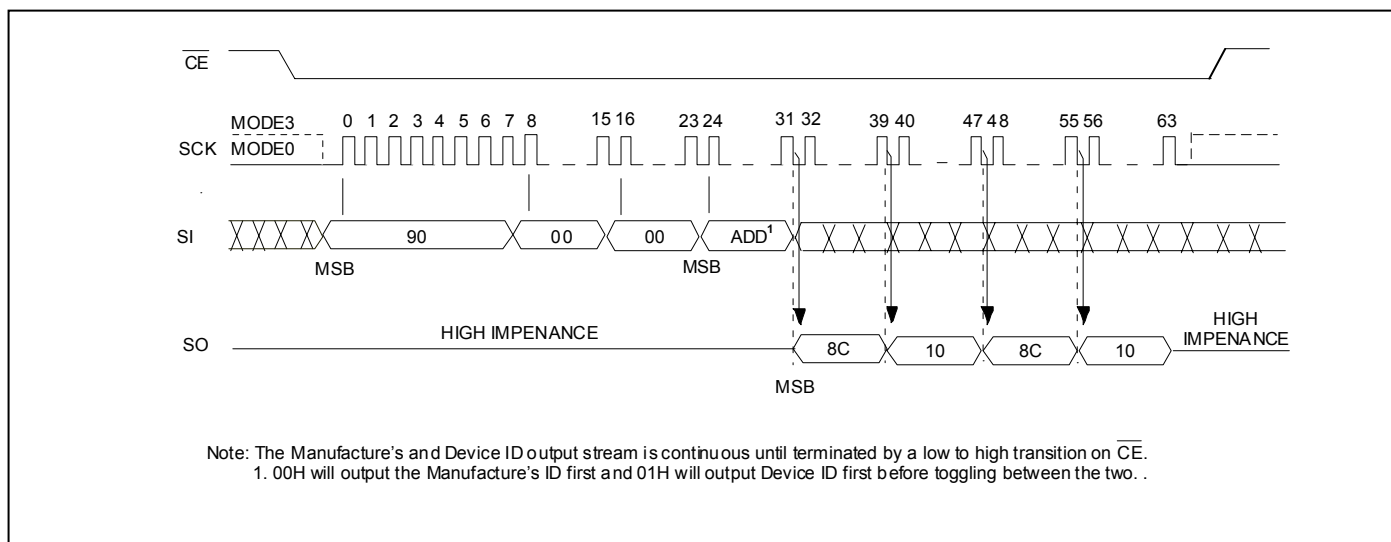 CE
MODE3
0 1 2 3 4 5 6 7 8 15 16 23 24 31 32 39 40 47 48 55 56 63
SCK MODE0
SI 90 00 00 ADD1
MSB MSB
HIGH IMPENANCE
HIGH IMPENANCE
SO 8C 10 8C 10
MSB
Note: The Manufacture's and Device ID output stream is continuous until terminated by a low to high transition on CE.
1. 00H will output the Manufacture's ID first and 01H will output Device ID first before toggling between the two. .